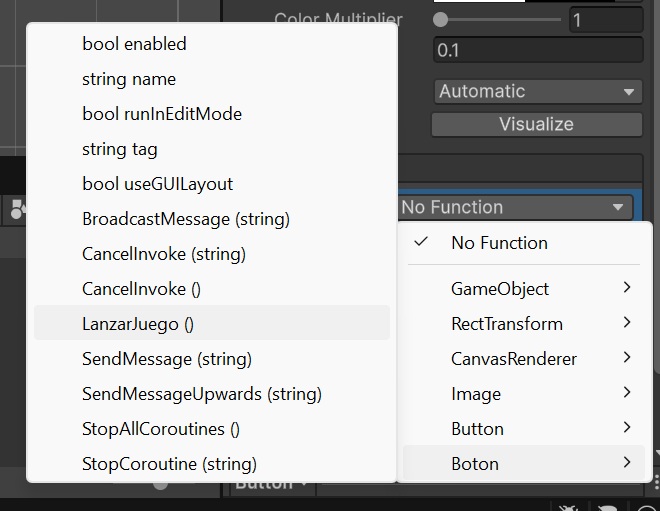 Color Multiplier
1
0.1
Automatic
Visualize
No Function
bool enabled
string name
bool runInEditMode
string tag
bool useGUILayout
BroadcastMessage (string)
CancelInvoke (string)
CancelInvoke ()
LanzarJuego ()
SendMessage (string)
SendMessageUpwards (string)
StopAllCoroutines ()
StopCoroutine (string)
No Function
GameObject
RectTransform
CanvasRenderer
Image
Button
Boton
Button